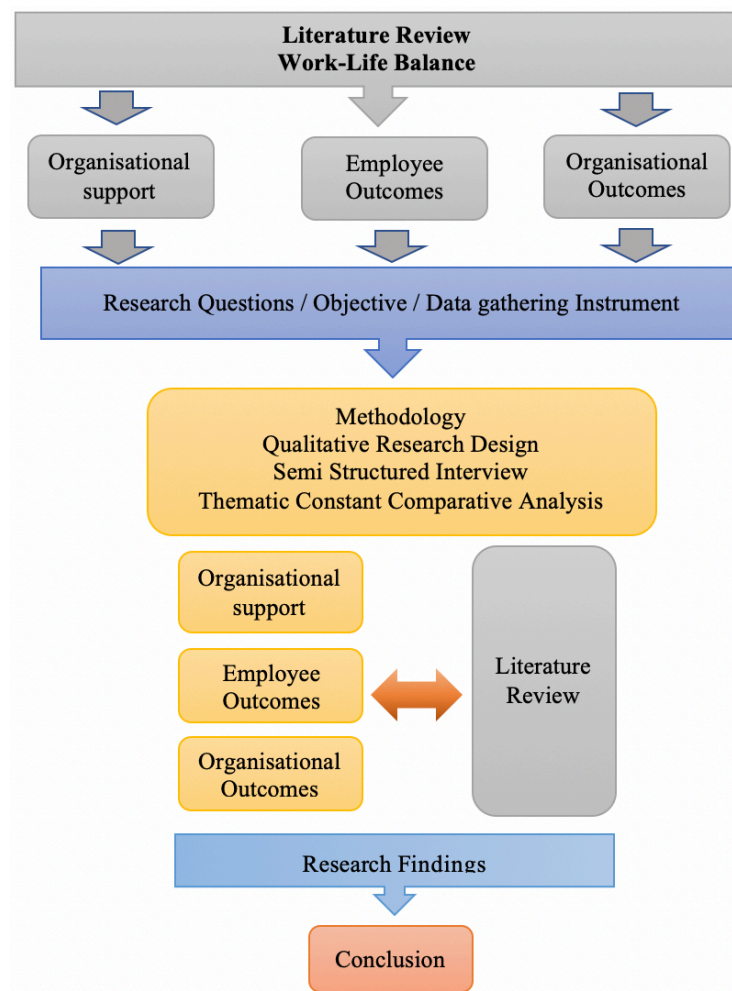 Literature Review
Work-Life Balance
Organisational
support
Employee
Outcomes
Organisational
Outcomes
Research Questions / Objective / Data gathering Instrument
Methodology
Qualitative Research Design
Semi Structured Interview
Thematic Constant Comparative Analysis
Organisational
support
Employee
Outcomes
Organisational
Outcomes
Literature
Review
Research Findings
Conclusion